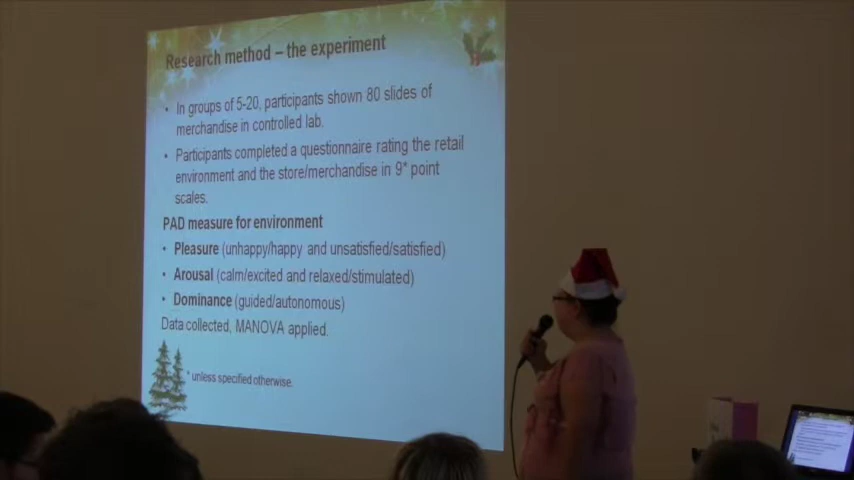 Research method – the experiment
• In groups of 5-20, participants shown 80 slides of
merchandise in controlled lab.
• Participants completed a questionnaire rating the retail
environment and the store/merchandise in 9* point
scales.
PAD measure for environment
• Pleasure (unhappy/happy and unsatisfied/satisfied)
• Arousal (calm/excited and relaxed/stimulated)
• Dominance (guided/autonomous)
Data collected, MANOVA applied.
* unless specified otherwise.